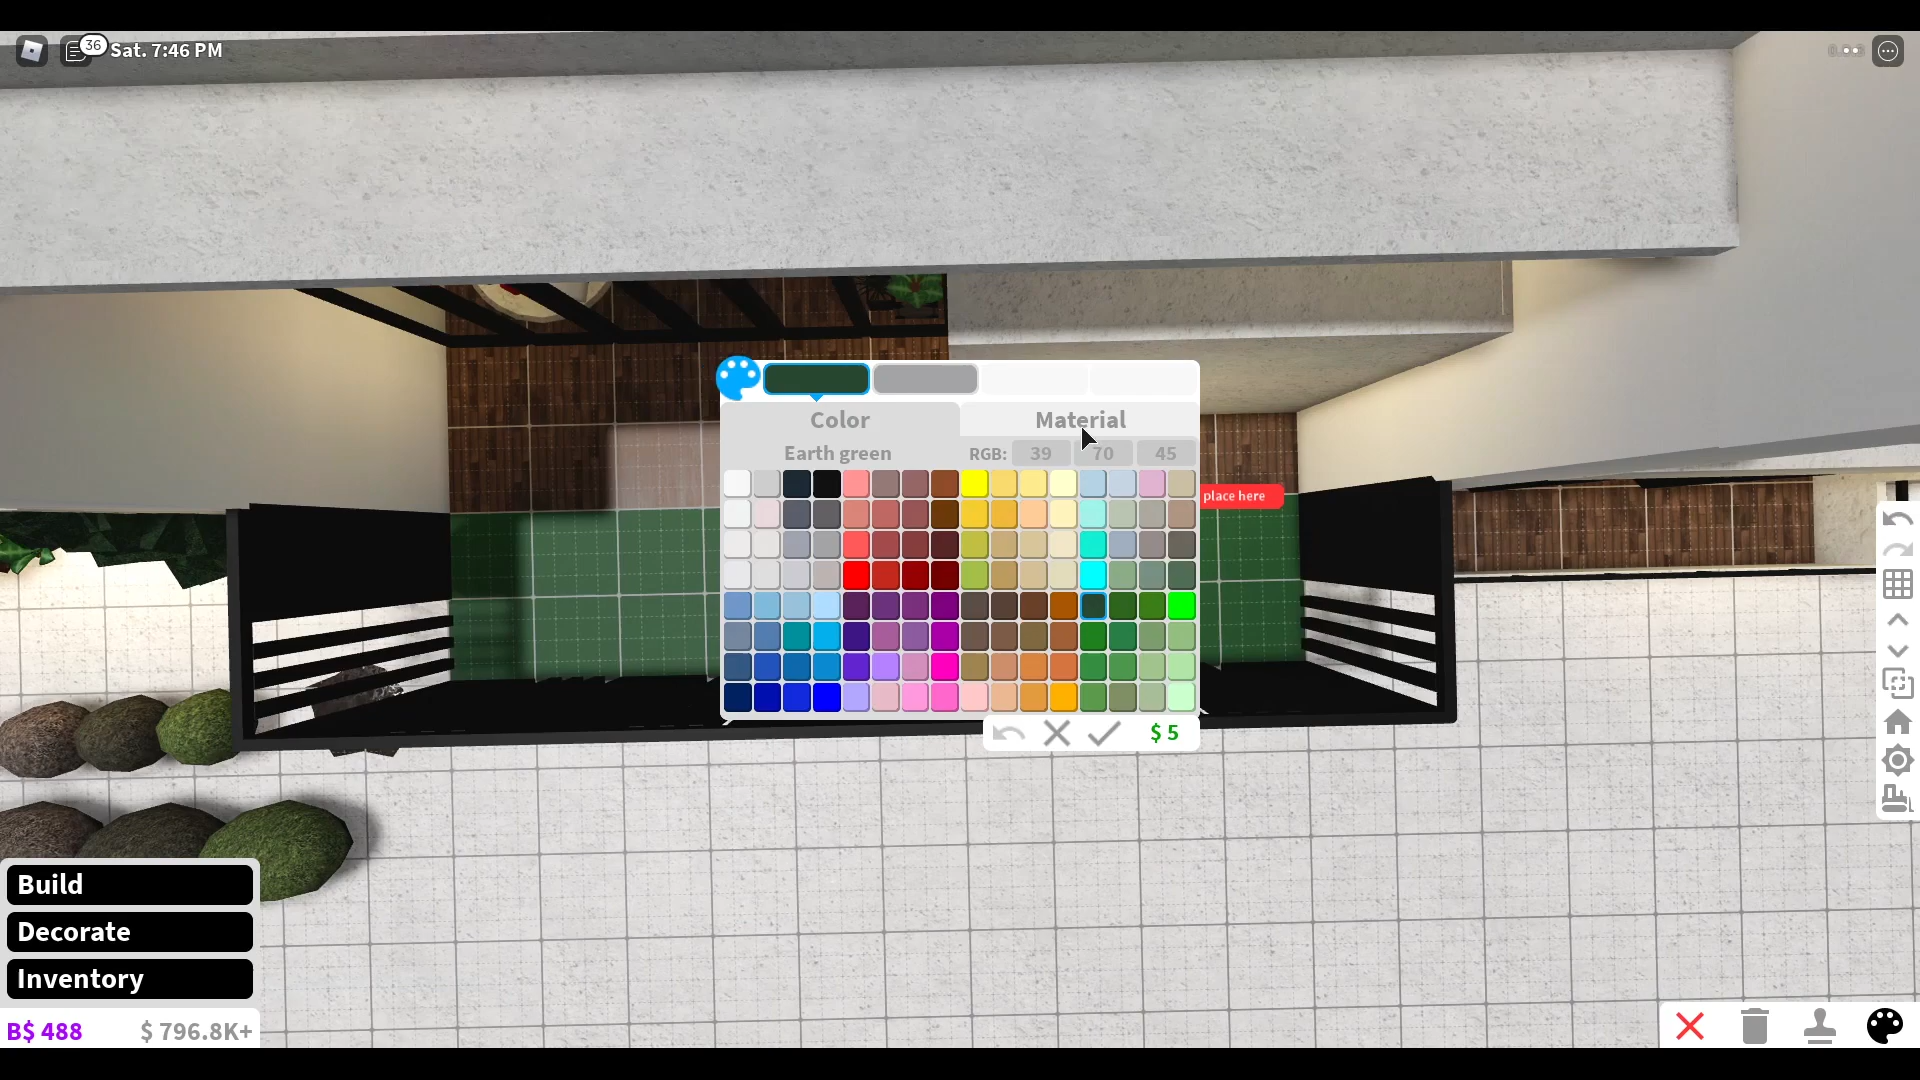 36
Sat. 7:46 PM
Color
Material
Earth green
RGB: 39 70 45
place here
$ 5
Build
Decorate
Inventory
B$ 488
$ 796.8K+